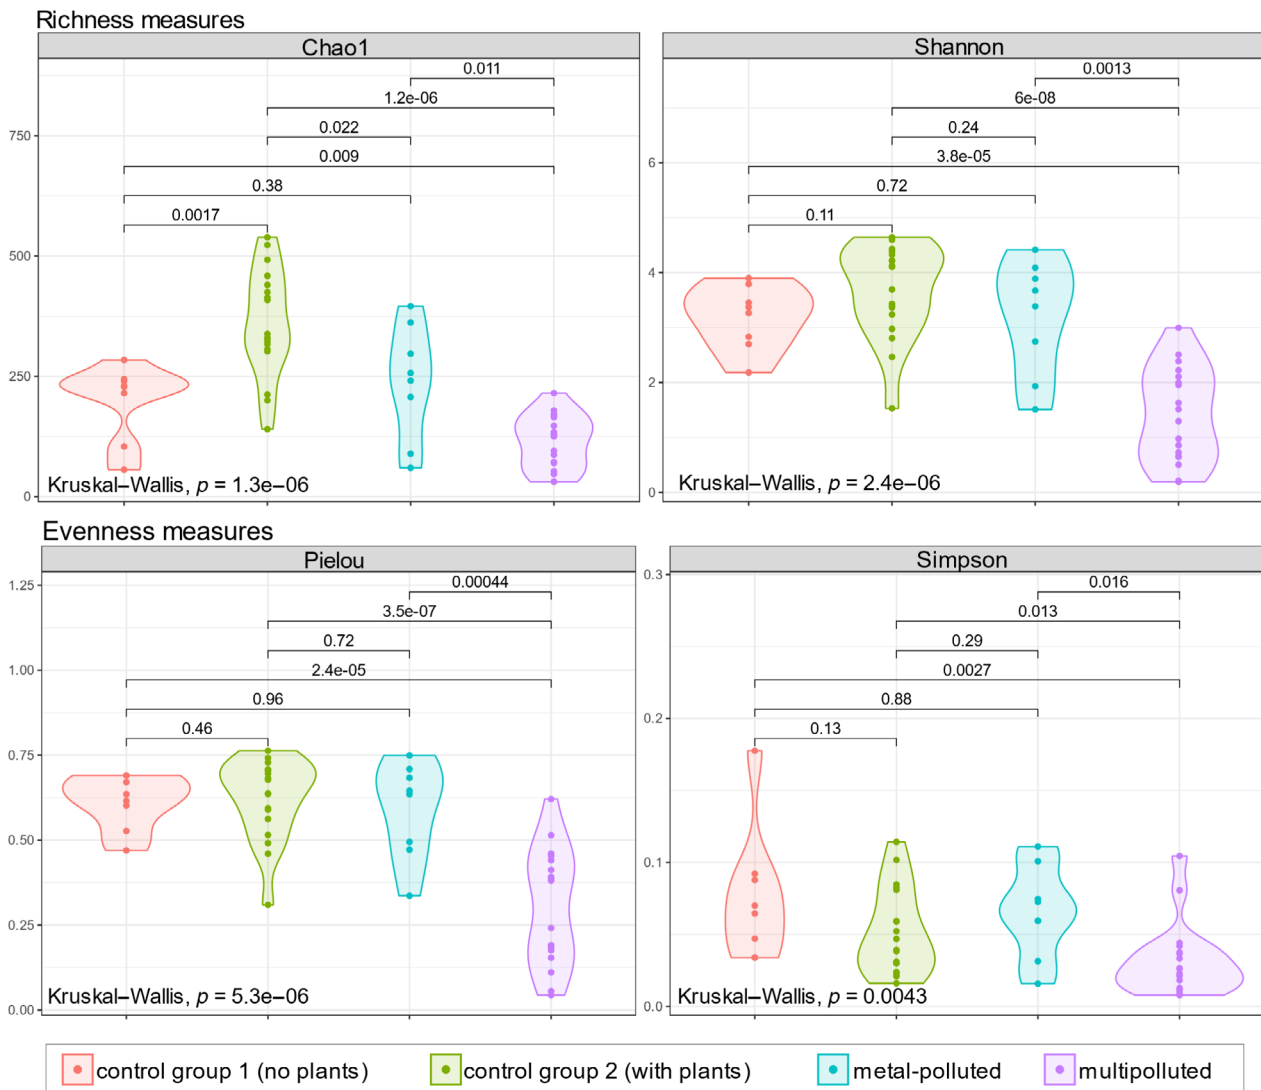 Richness measures
Chao1
0.011
1.2e-06
0.022
0.009
0.38
0.0017
750
500
250
0
Kruskal–Wallis, p = 1.3e−06
Shannon
0.0013
6e-08
0.24
3.8e-05
0.72
0.11
6
4
2
0
Kruskal–Wallis, p = 2.4e−06
Evenness measures
Pielou
0.00044
3.5e-07
0.72
2.4e-05
0.96
0.46
1.25
1.00
0.75
0.50
0.25
0.00
Kruskal–Wallis, p = 5.3e−06
Simpson
0.016
0.013
0.29
0.0027
0.88
0.13
0.3
0.2
0.1
0.0
Kruskal–Wallis, p = 0.0043
control group 1 (no plants)
control group 2 (with plants)
metal-polluted
multipolluted